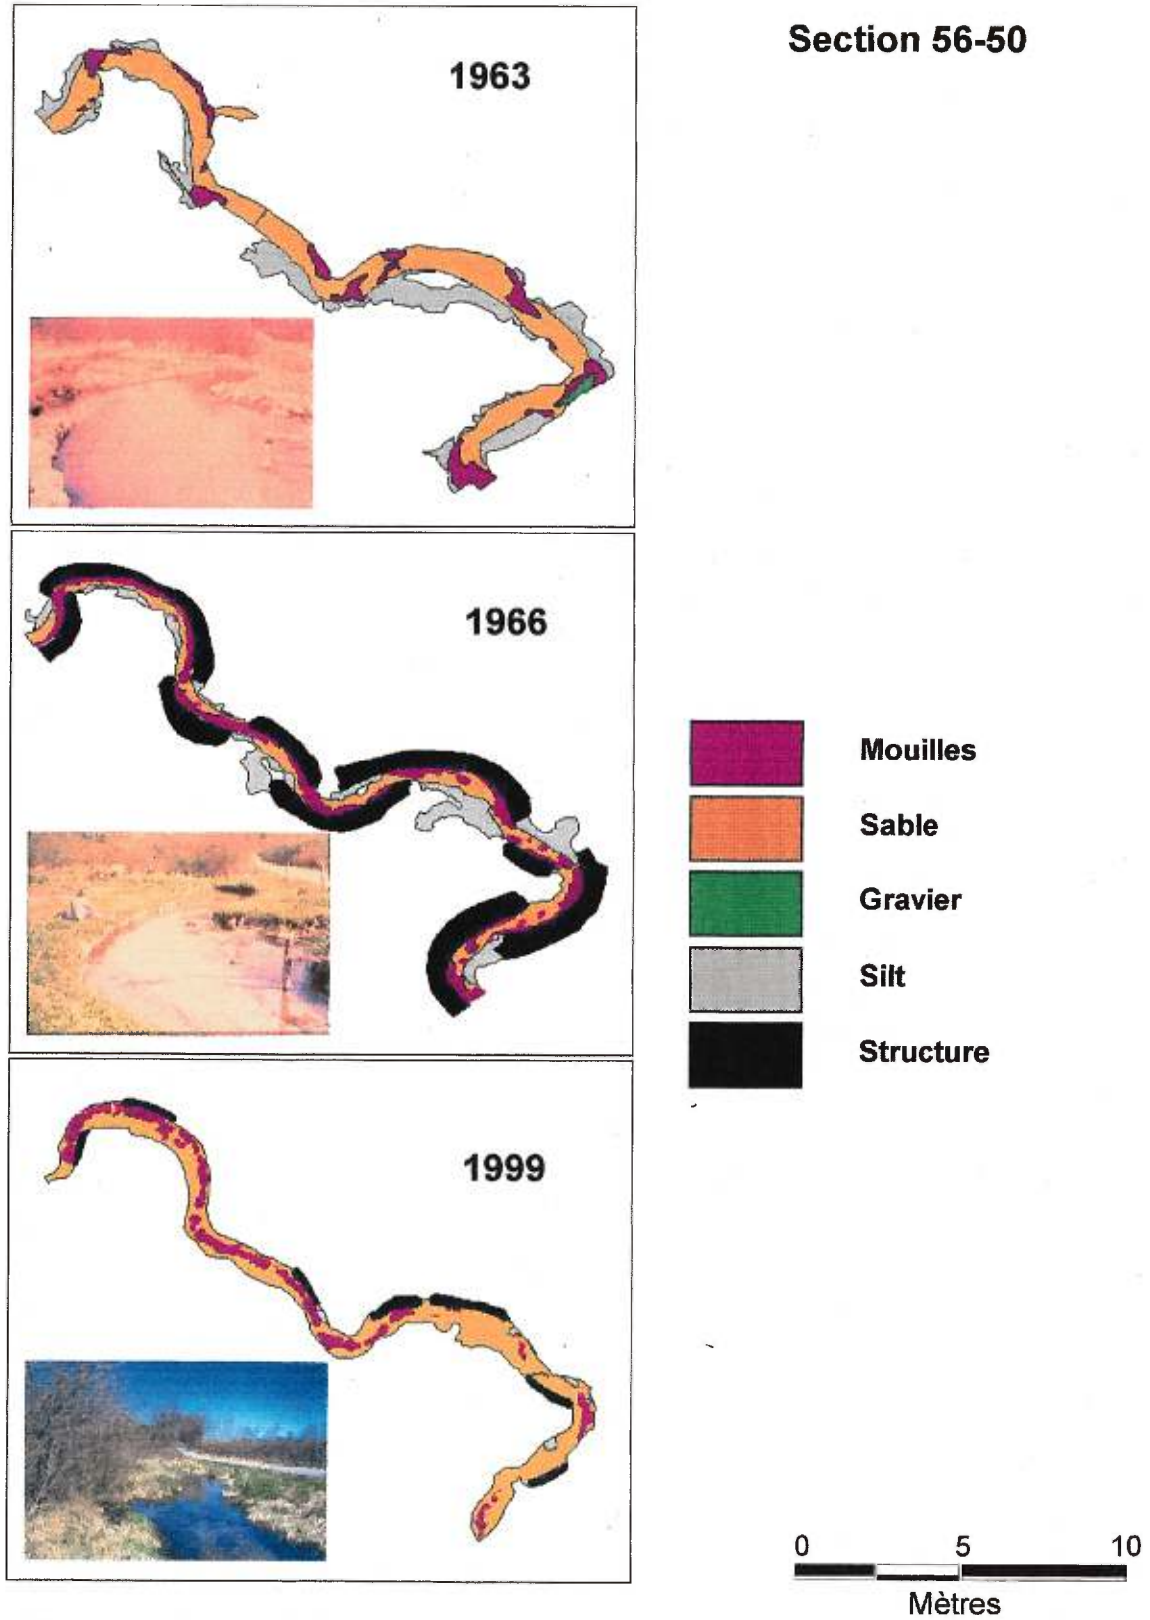 Section 56-50
1963
1966
Mouilles
Sable
Gravier
Silt
Structure
1999
0 5 10
Mètres